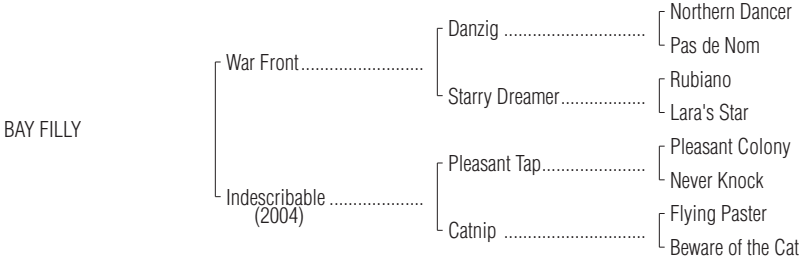 Northern Dancer
Danzig ..............................
Pas de Nom
War Front..........................
Rubiano
Starry Dreamer..................
Lara's Star
BAY FILLY
Pleasant Colony
Pleasant Tap......................
Never Knock
Indescribable ....................
(2004)
Flying Paster
Catnip ..............................
Beware of the Cat